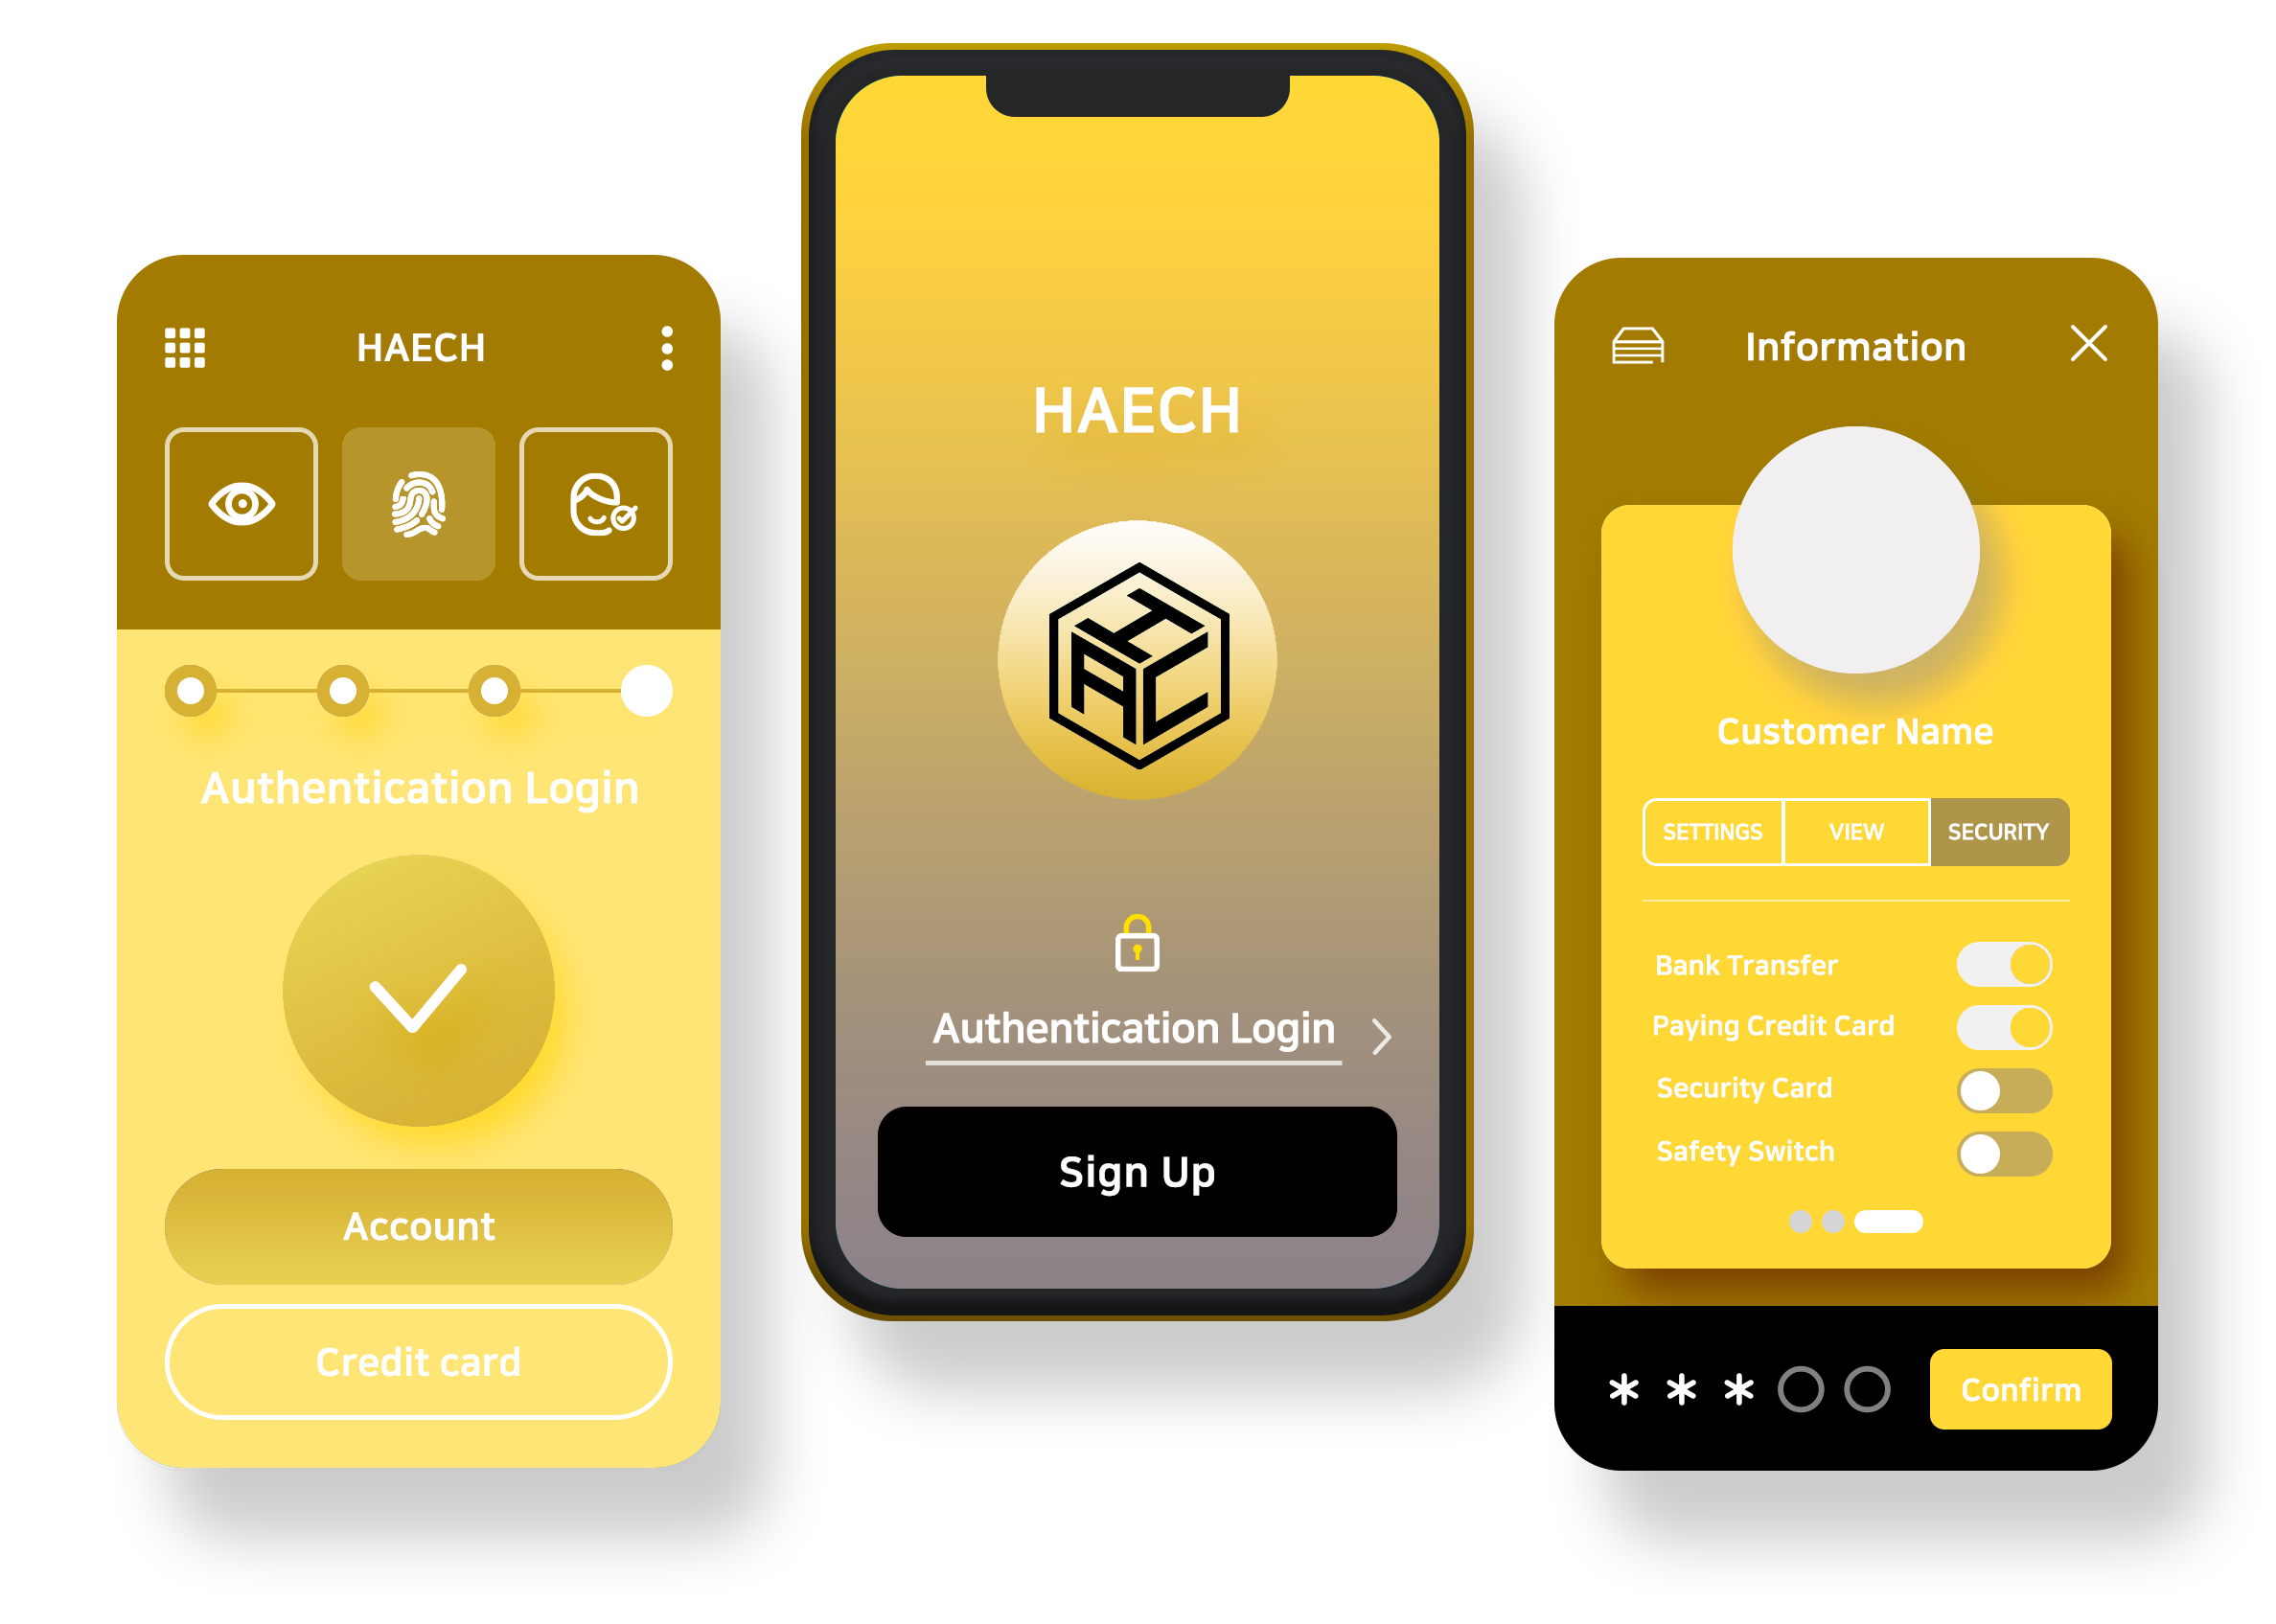 HAECH
Authentication Login
Account
Credit card
HAECH
HAC
Authentication Login
Sign Up
Information
Customer Name
SETTINGS VIEW SECURITY
Bank Transfer
Paying Credit Card
Security Card
Safety Switch
* * *
Confirm